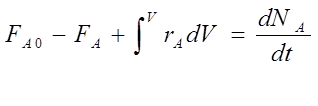 F_{A0} − F_A + ∫^V r_A dV = dN_A / dt